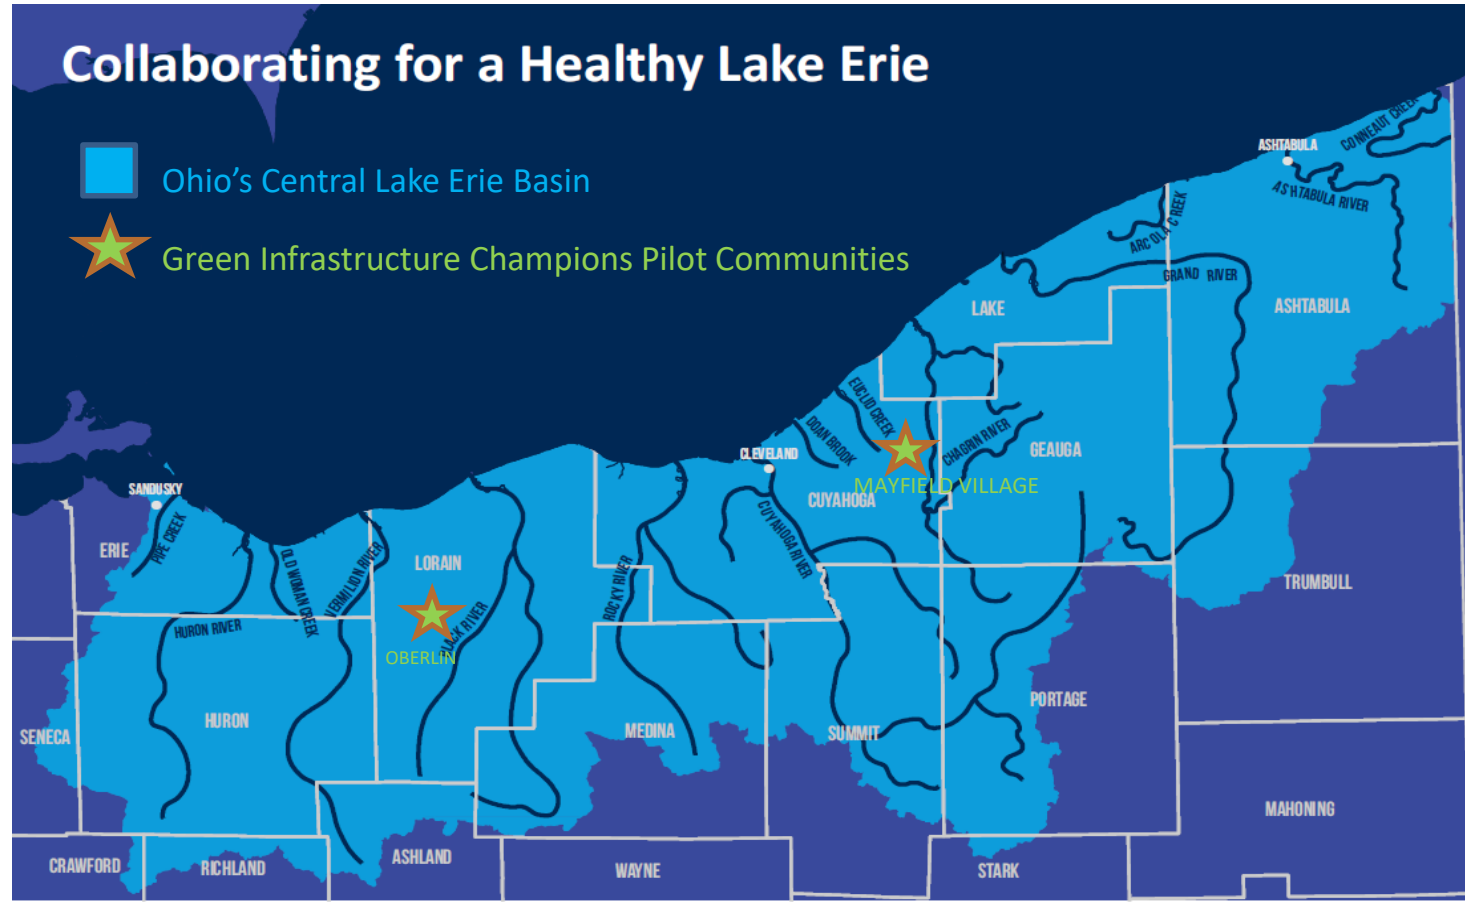 Collaborating for a Healthy Lake Erie
Ohio's Central Lake Erie Basin
Green Infrastructure Champions Pilot Communities
CONNEAUT CREEK
ASHTABULA
ASHTABULA RIVER
ARCOLA CREEK
GRAND RIVER
LAKE
ASHTABULA
EUCLID CREEK
DOAN BROOK
CHAGRIN RIVER
GEAUGA
CLEVELAND
MAYFIELD VILLAGE
CUYAHOGA
SANDUSKY
PIPE CREEK
ERIE
OLD WOMAN CREEK
VERMILION RIVER
LORAIN
CUYAHOGA RIVER
ROCKY RIVER
TRUMBULL
HURON RIVER
BLACK RIVER
OBERLIN
PORTAGE
HURON
SENECA
MEDINA
SUMMIT
MAHONING
CRAWFORD
RICHLAND
ASHLAND
WAYNE
STARK